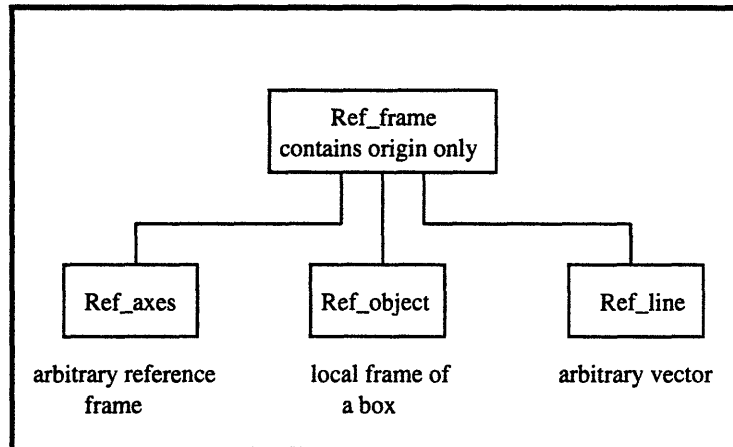 Ref_frame
contains origin only
Ref_axes
Ref_object
Ref_line
arbitrary reference
frame
local frame of
a box
arbitrary vector